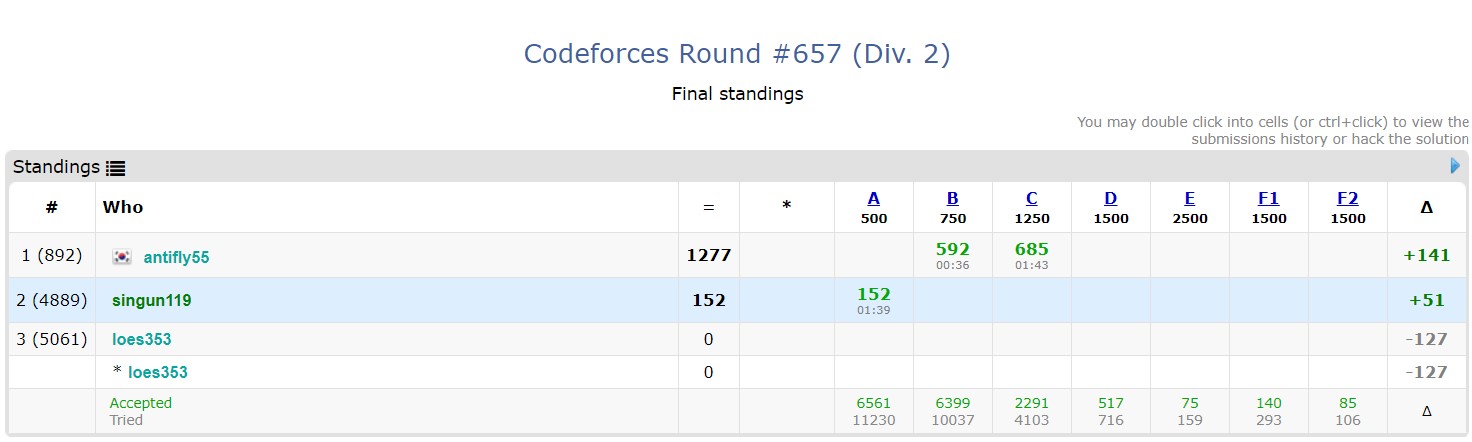 Codeforces Round #657 (Div. 2)
Final standings
You may double click into cells (or ctrl+click) to view the
submissions history or hack the solution
Standings
# Who = * A B C D E F1 F2 Δ
500 750 1250 1500 2500 1500 1500
1 (892) antifly55 1277 592 685 +141
00:36 01:43
2 (4889) singun119 152 152 +51
01:39
3 (5061) loes353 0 -127
* loes353 0 -127
Accepted 6561 6399 2291 517 75 140 85 Δ
Tried 11230 10037 4103 716 159 293 106